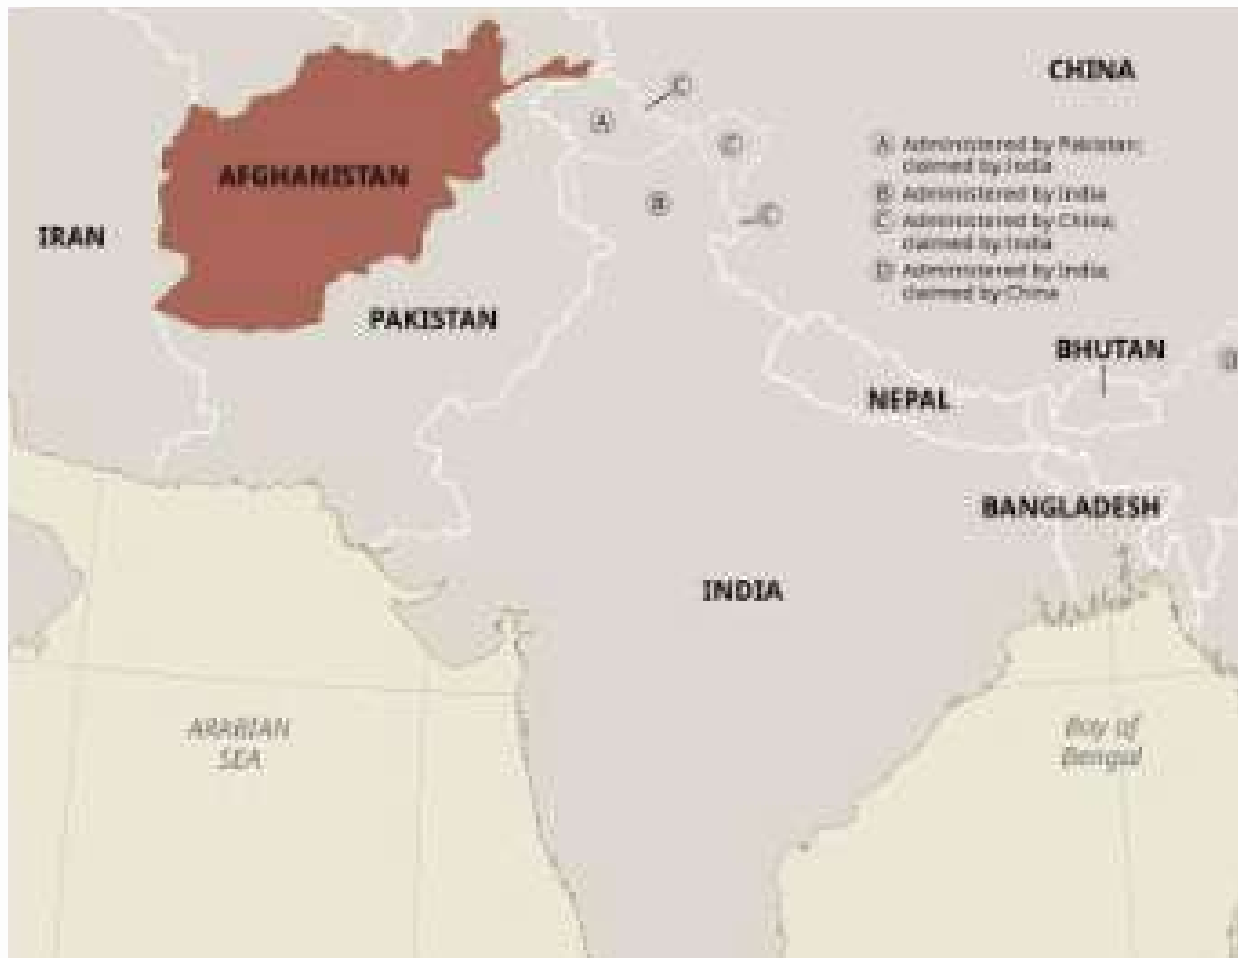 CHINA
Ⓒ
Ⓐ
Ⓒ
Ⓐ Administered by Pakistan;
claimed by India
AFGHANISTAN
Ⓑ Administered by India
Ⓑ
Ⓒ
Ⓒ Administered by China,
claimed by India
IRAN
Ⓓ Administered by India,
claimed by China
PAKISTAN
BHUTAN
Ⓓ
NEPAL
BANGLADESH
INDIA
ARABIAN
SEA
Bay of
Bengal